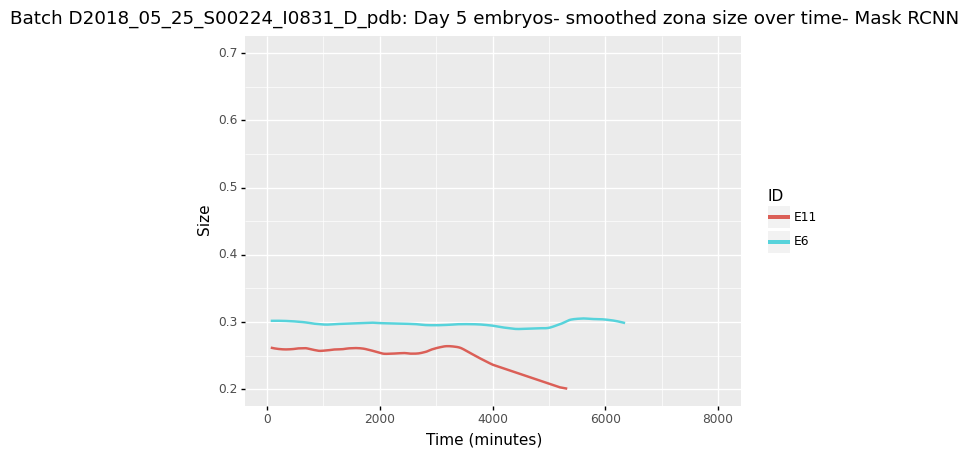 Batch D2018_05_25_S00224_I0831_D_pdb: Day 5 embryos- smoothed zona size over time- Mask RCNN
0.7
0.6
0.5
0.4
0.3
0.2
Size
0 2000 4000 6000 8000
Time (minutes)
ID
E11
E6